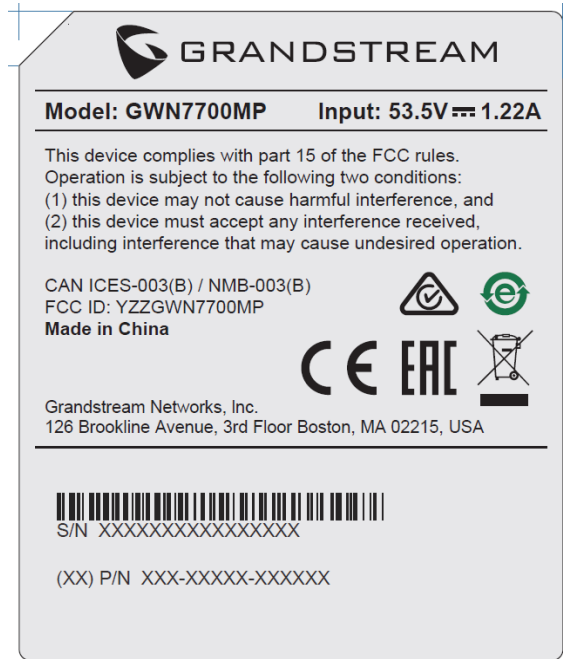 GRANDSTREAM
Model: GWN7700MP Input: 53.5V⎓1.22A
This device complies with part 15 of the FCC rules.
Operation is subject to the following two conditions:
(1) this device may not cause harmful interference, and
(2) this device must accept any interference received,
including interference that may cause undesired operation.
CAN ICES-003(B) / NMB-003(B)
FCC ID: YZZGWN7700MP
Made in China
e
CE EAC
Grandstream Networks, Inc.
126 Brookline Avenue, 3rd Floor Boston, MA 02215, USA
S/N XXXXXXXXXXXXXXXX
(XX) P/N XXX-XXXXX-XXXXXX